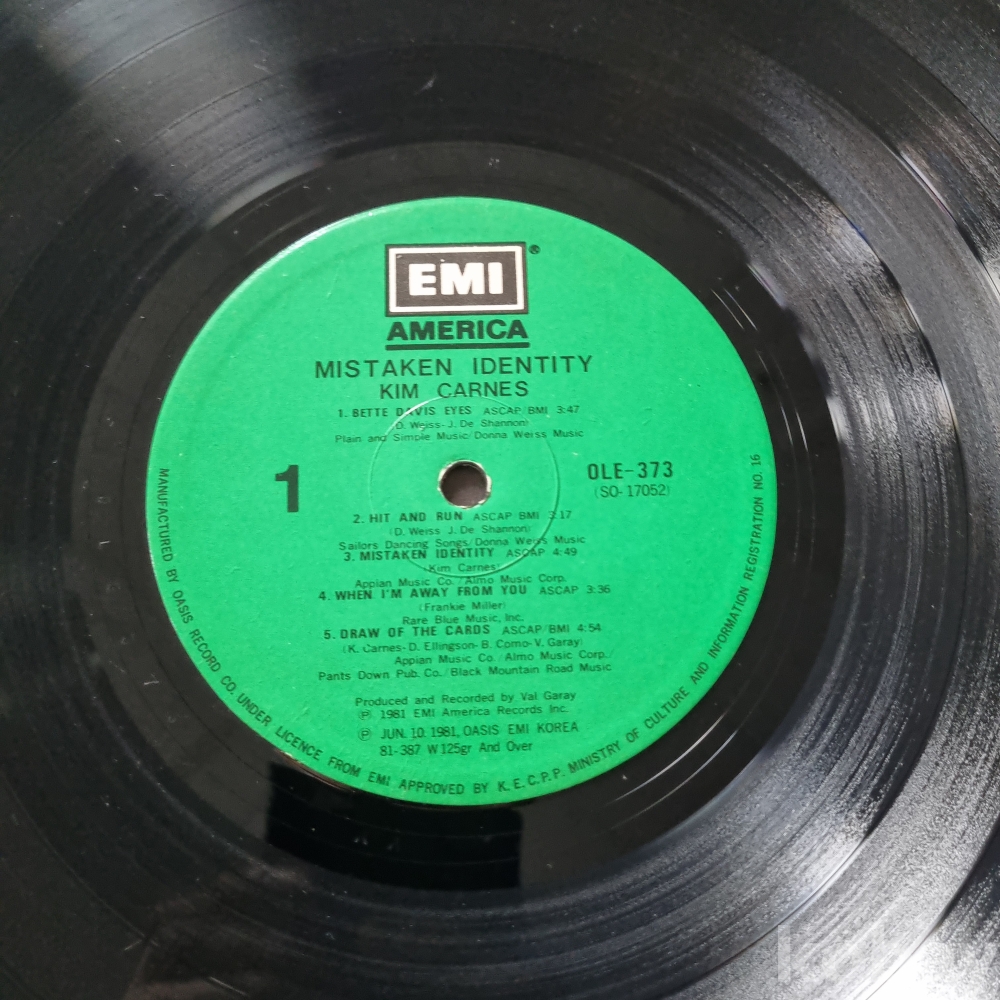 EMI®
AMERICA
MISTAKEN IDENTITY
KIM CARNES
1. BETTE DAVIS EYES ASCAP/BMI 3:47
(D. Weiss-J. De Shannon)
Plain and Simple Music/Donna Weiss Music
1
OLE-373
(SO-17052)
2. HIT AND RUN ASCAP BMI 3:17
(D. Weiss J. De Shannon)
Sailors Dancing Songs/Donna Weiss Music
3. MISTAKEN IDENTITY ASCAP 4:49
(Kim Carnes)
Appian Music Co./Almo Music Corp.
4. WHEN I'M AWAY FROM YOU ASCAP 3:36
(Frankie Miller)
Rare Blue Music, Inc.
5. DRAW OF THE CARDS ASCAP/BMI 4:54
(K. Carnes-D. Ellingson-B. Como-V. Garay)
Appian Music Co./Almo Music Corp./
Pants Down Pub. Co./Black Mountain Road Music
Produced and Recorded by Val Garay
℗ 1981 EMI America Records Inc.
℗ JUN. 10. 1981, OASIS EMI KOREA
81-387 W125gr And Over
MANUFACTURED BY OASIS RECORD CO. UNDER LICENCE FROM EMI APPROVED BY K.E.C.P.P. MINISTRY OF CULTURE AND INFORMATION REGISTRATION NO. 16